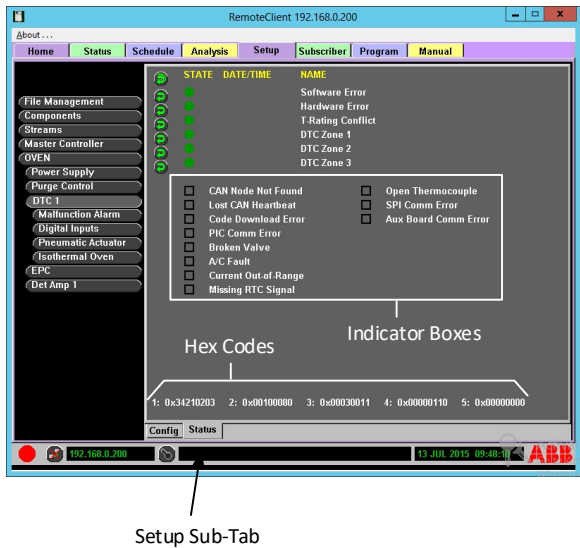 RemoteClient 192.168.0.200
About . . .
Home Status Schedule Analysis Setup Subscriber Program Manual
STATE DATE/TIME NAME
Software Error
Hardware Error
T-Rating Conflict
DTC Zone 1
DTC Zone 2
DTC Zone 3
File Management
Components
Streams
Master Controller
OVEN
Power Supply
Purge Control
DTC 1
Malfunction Alarm
Digital Inputs
Pneumatic Actuator
Isothermal Oven
EPC
Det Amp 1
CAN Node Not Found
Lost CAN Heartbeat
Code Download Error
PIC Comm Error
Broken Valve
A/C Fault
Current Out-of-Range
Missing RTC Signal
Open Thermocouple
SPI Comm Error
Aux Board Comm Error
Indicator Boxes
Hex Codes
1: 0x34210203 2: 0x00100080 3: 0x00030011 4: 0x00000110 5: 0x00000000
Config Status
192.168.0.200
13 JUL 2015
ABB
Setup Sub-Tab